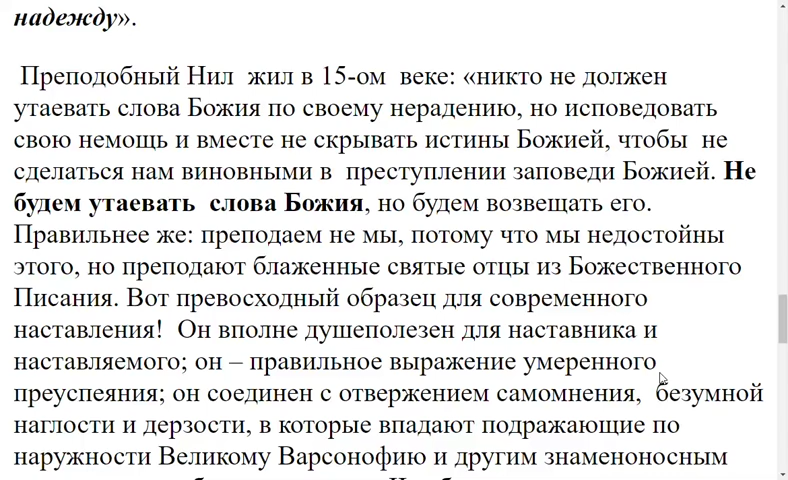 надежду».
Преподобный Нил жил в 15-ом веке: «никто не должен
утаевать слова Божия по своему нерадению, но исповедовать
свою немощь и вместе не скрывать истины Божией, чтобы не
сделаться нам виновными в преступлении заповеди Божией. Не
будем утаевать слова Божия, но будем возвещать его.
Правильнее же: преподаем не мы, потому что мы недостойны
этого, но преподают блаженные святые отцы из Божественного
Писания. Вот превосходный образец для современного
наставления! Он вполне душеполезен для наставника и
наставляемого; он – правильное выражение умеренного
преуспеяния; он соединен с отвержением самомнения, безумной
наглости и дерзости, в которые впадают подражающие по
наружности Великому Варсонофию и другим знаменоносным